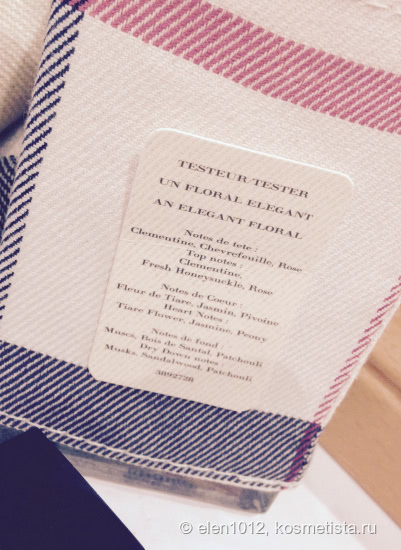 TESTEUR/TESTER
UN FLORAL ELEGANT
AN ELEGANT FLORAL
Notes de tete :
Clementine, Chevrefeuille, Rose
Top notes :
Clementine,
Fresh Honeysuckle, Rose
Notes de Coeur :
Fleur de Tiare, Jasmin, Pivoine
Heart Notes :
Tiare Flower, Jasmine, Peony
Notes de fond
Muscs, Bois de Santal, Patchouli
Dry Down notes
Musks, Sandalwood, Patchouli
3892728
© elen1012, kosmetista.ru